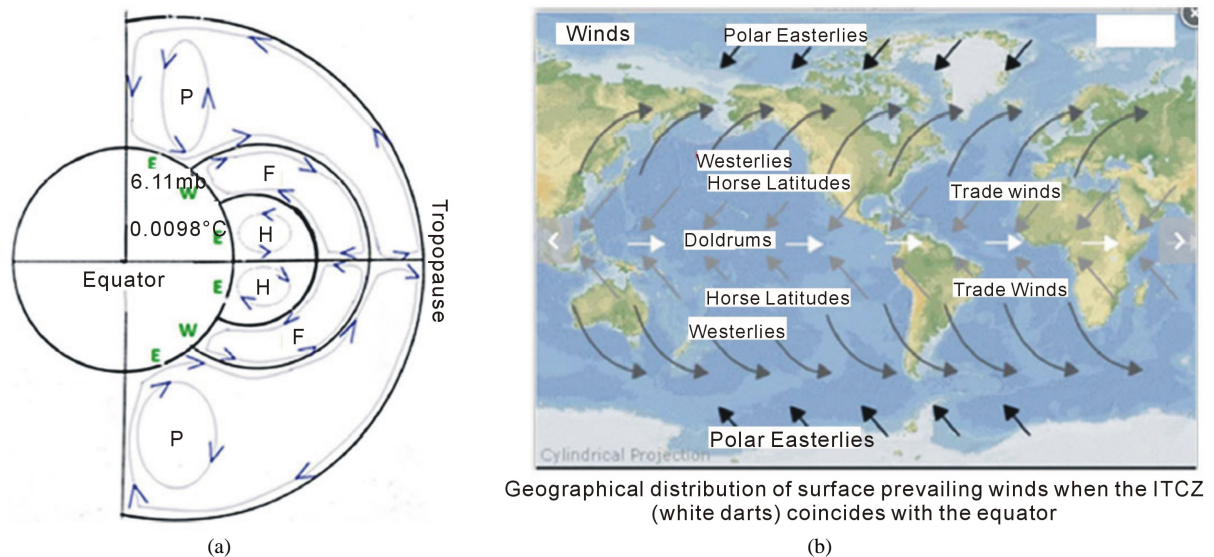 P
E
6.11mb
W
F
0.0098°C
E
H
Equator
H
E
W
F
E
P
Tropopause
(a)
Winds
Polar Easterlies
Westerlies
Horse Latitudes
Trade winds
Doldrums
Horse Latitudes
Trade Winds
Westerlies
Polar Easterlies
Cylindrical Projection
Geographical distribution of surface prevailing winds when the ITCZ
(white darts) coincides with the equator
(b)